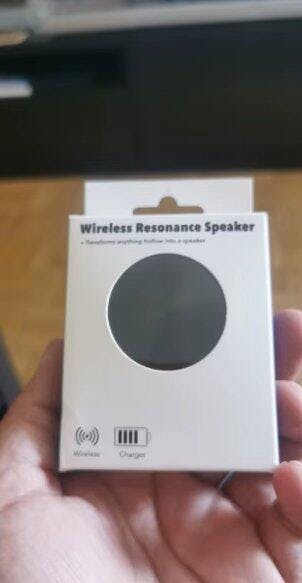 Wireless Resonance Speaker
- Transforms anything hollow into a speaker
Wireless
Charger